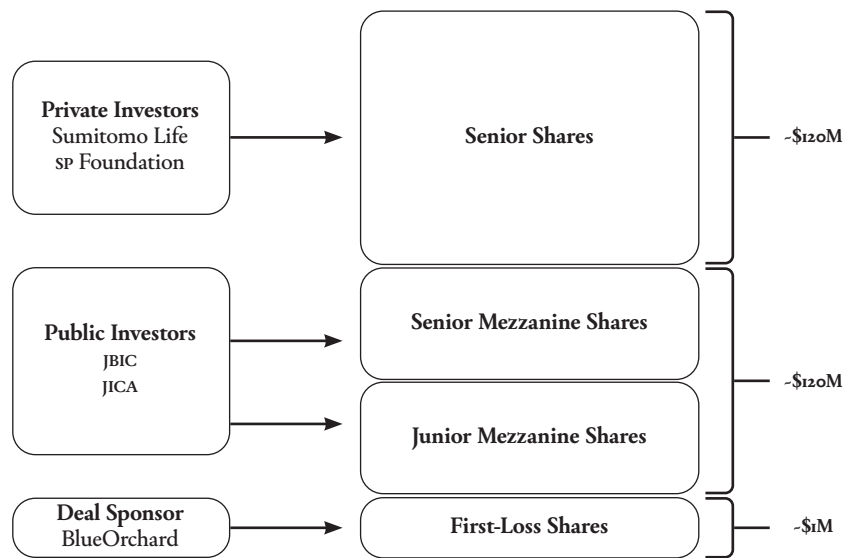 Private Investors
Sumitomo Life
SP Foundation
Senior Shares
~$120M
Public Investors
JBIC
JICA
Senior Mezzanine Shares
Junior Mezzanine Shares
~$120M
Deal Sponsor
BlueOrchard
First-Loss Shares
~$1M